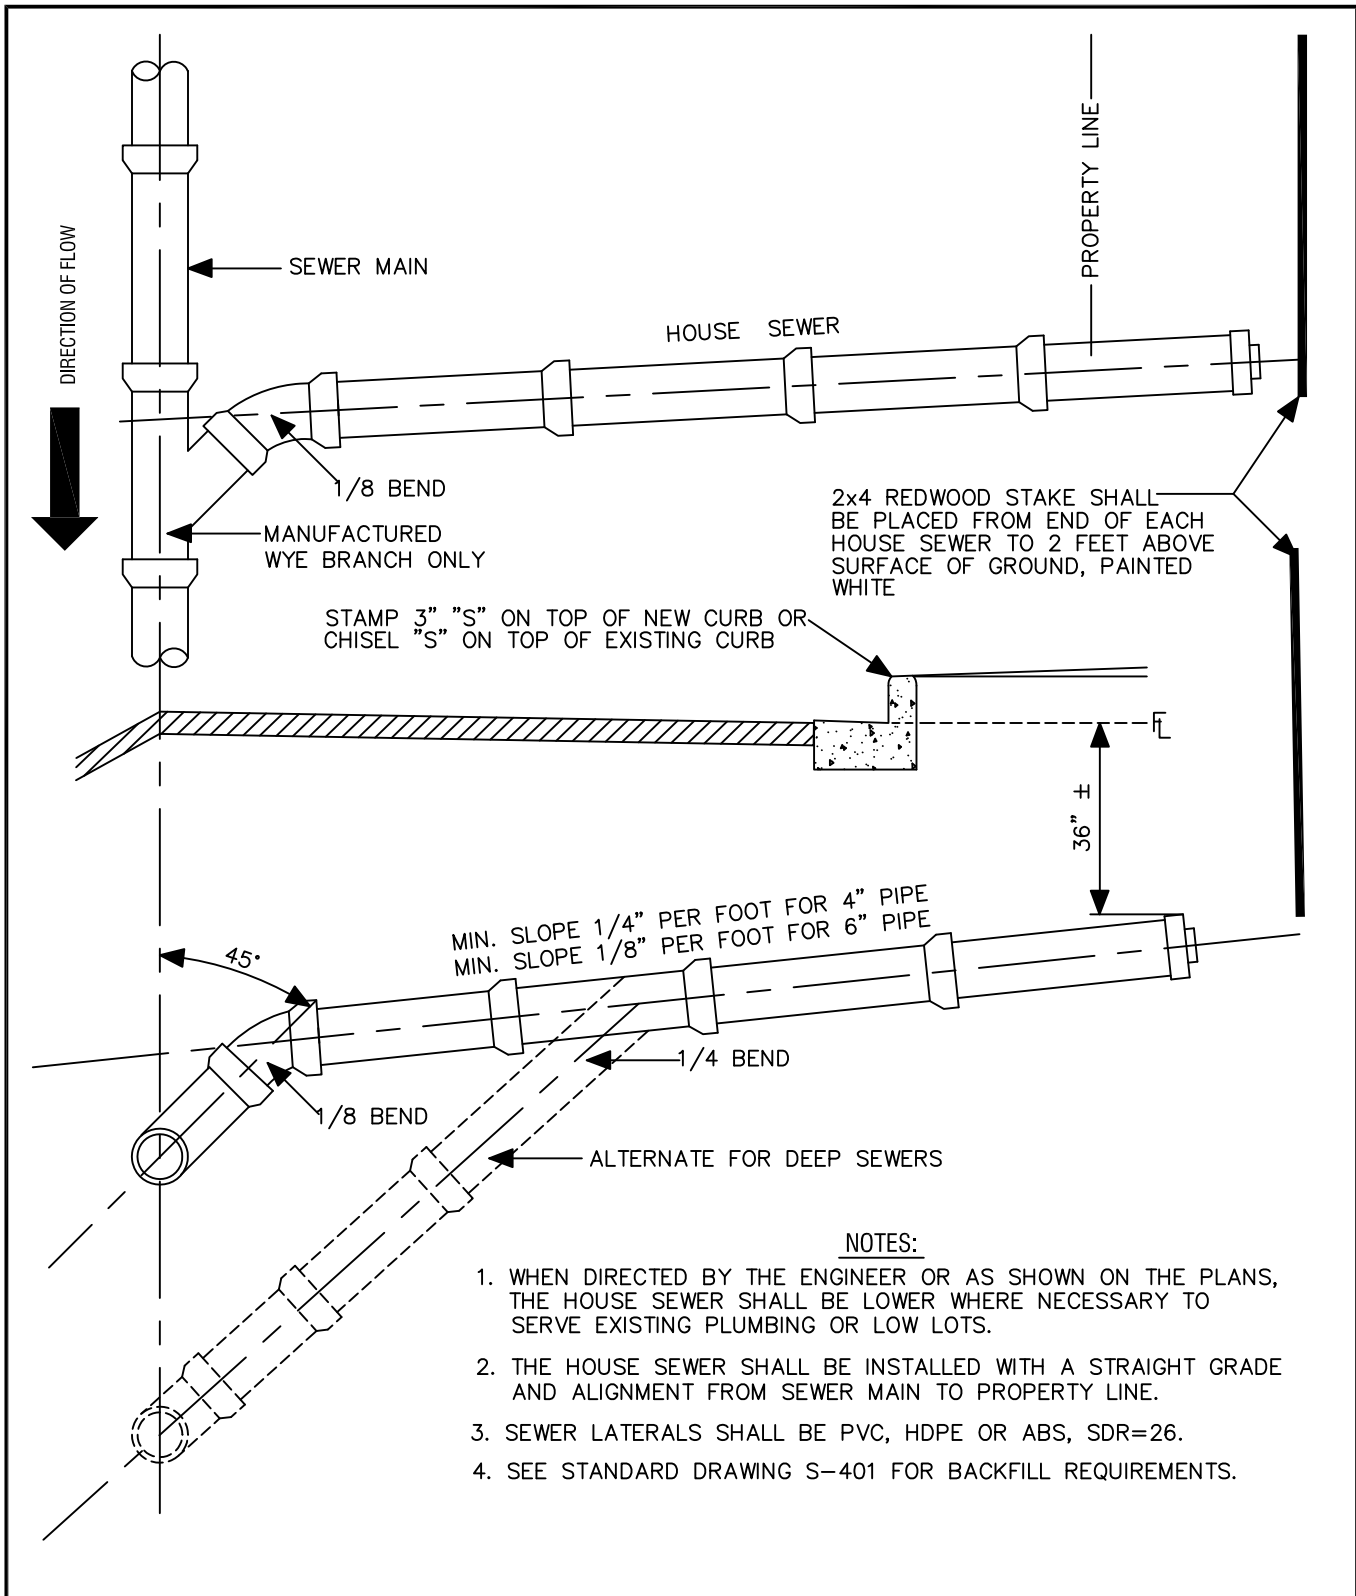 DIRECTION OF FLOW
SEWER MAIN
PROPERTY LINE
HOUSE SEWER
1/8 BEND
MANUFACTURED
WYE BRANCH ONLY
2x4 REDWOOD STAKE SHALL
BE PLACED FROM END OF EACH
HOUSE SEWER TO 2 FEET ABOVE
SURFACE OF GROUND, PAINTED
WHITE
STAMP 3" "S" ON TOP OF NEW CURB OR
CHISEL "S" ON TOP OF EXISTING CURB
FL
36" ±
MIN. SLOPE 1/4" PER FOOT FOR 4" PIPE
MIN. SLOPE 1/8" PER FOOT FOR 6" PIPE
45°
1/4 BEND
1/8 BEND
ALTERNATE FOR DEEP SEWERS
NOTES:
1. WHEN DIRECTED BY THE ENGINEER OR AS SHOWN ON THE PLANS,
THE HOUSE SEWER SHALL BE LOWER WHERE NECESSARY TO
SERVE EXISTING PLUMBING OR LOW LOTS.
2. THE HOUSE SEWER SHALL BE INSTALLED WITH A STRAIGHT GRADE
AND ALIGNMENT FROM SEWER MAIN TO PROPERTY LINE.
3. SEWER LATERALS SHALL BE PVC, HDPE OR ABS, SDR=26.
4. SEE STANDARD DRAWING S-401 FOR BACKFILL REQUIREMENTS.